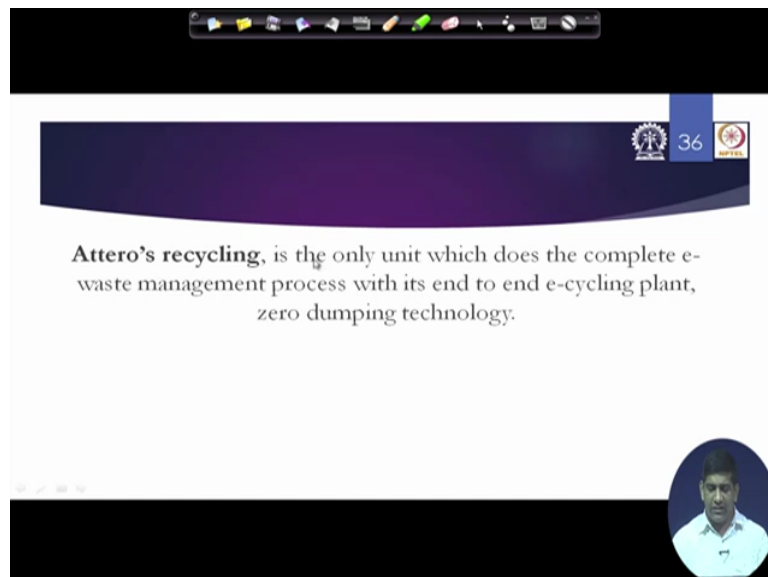 36
NPTEL
Attero's recycling, is the only unit which does the complete e-
waste management process with its end to end e-cycling plant,
zero dumping technology.